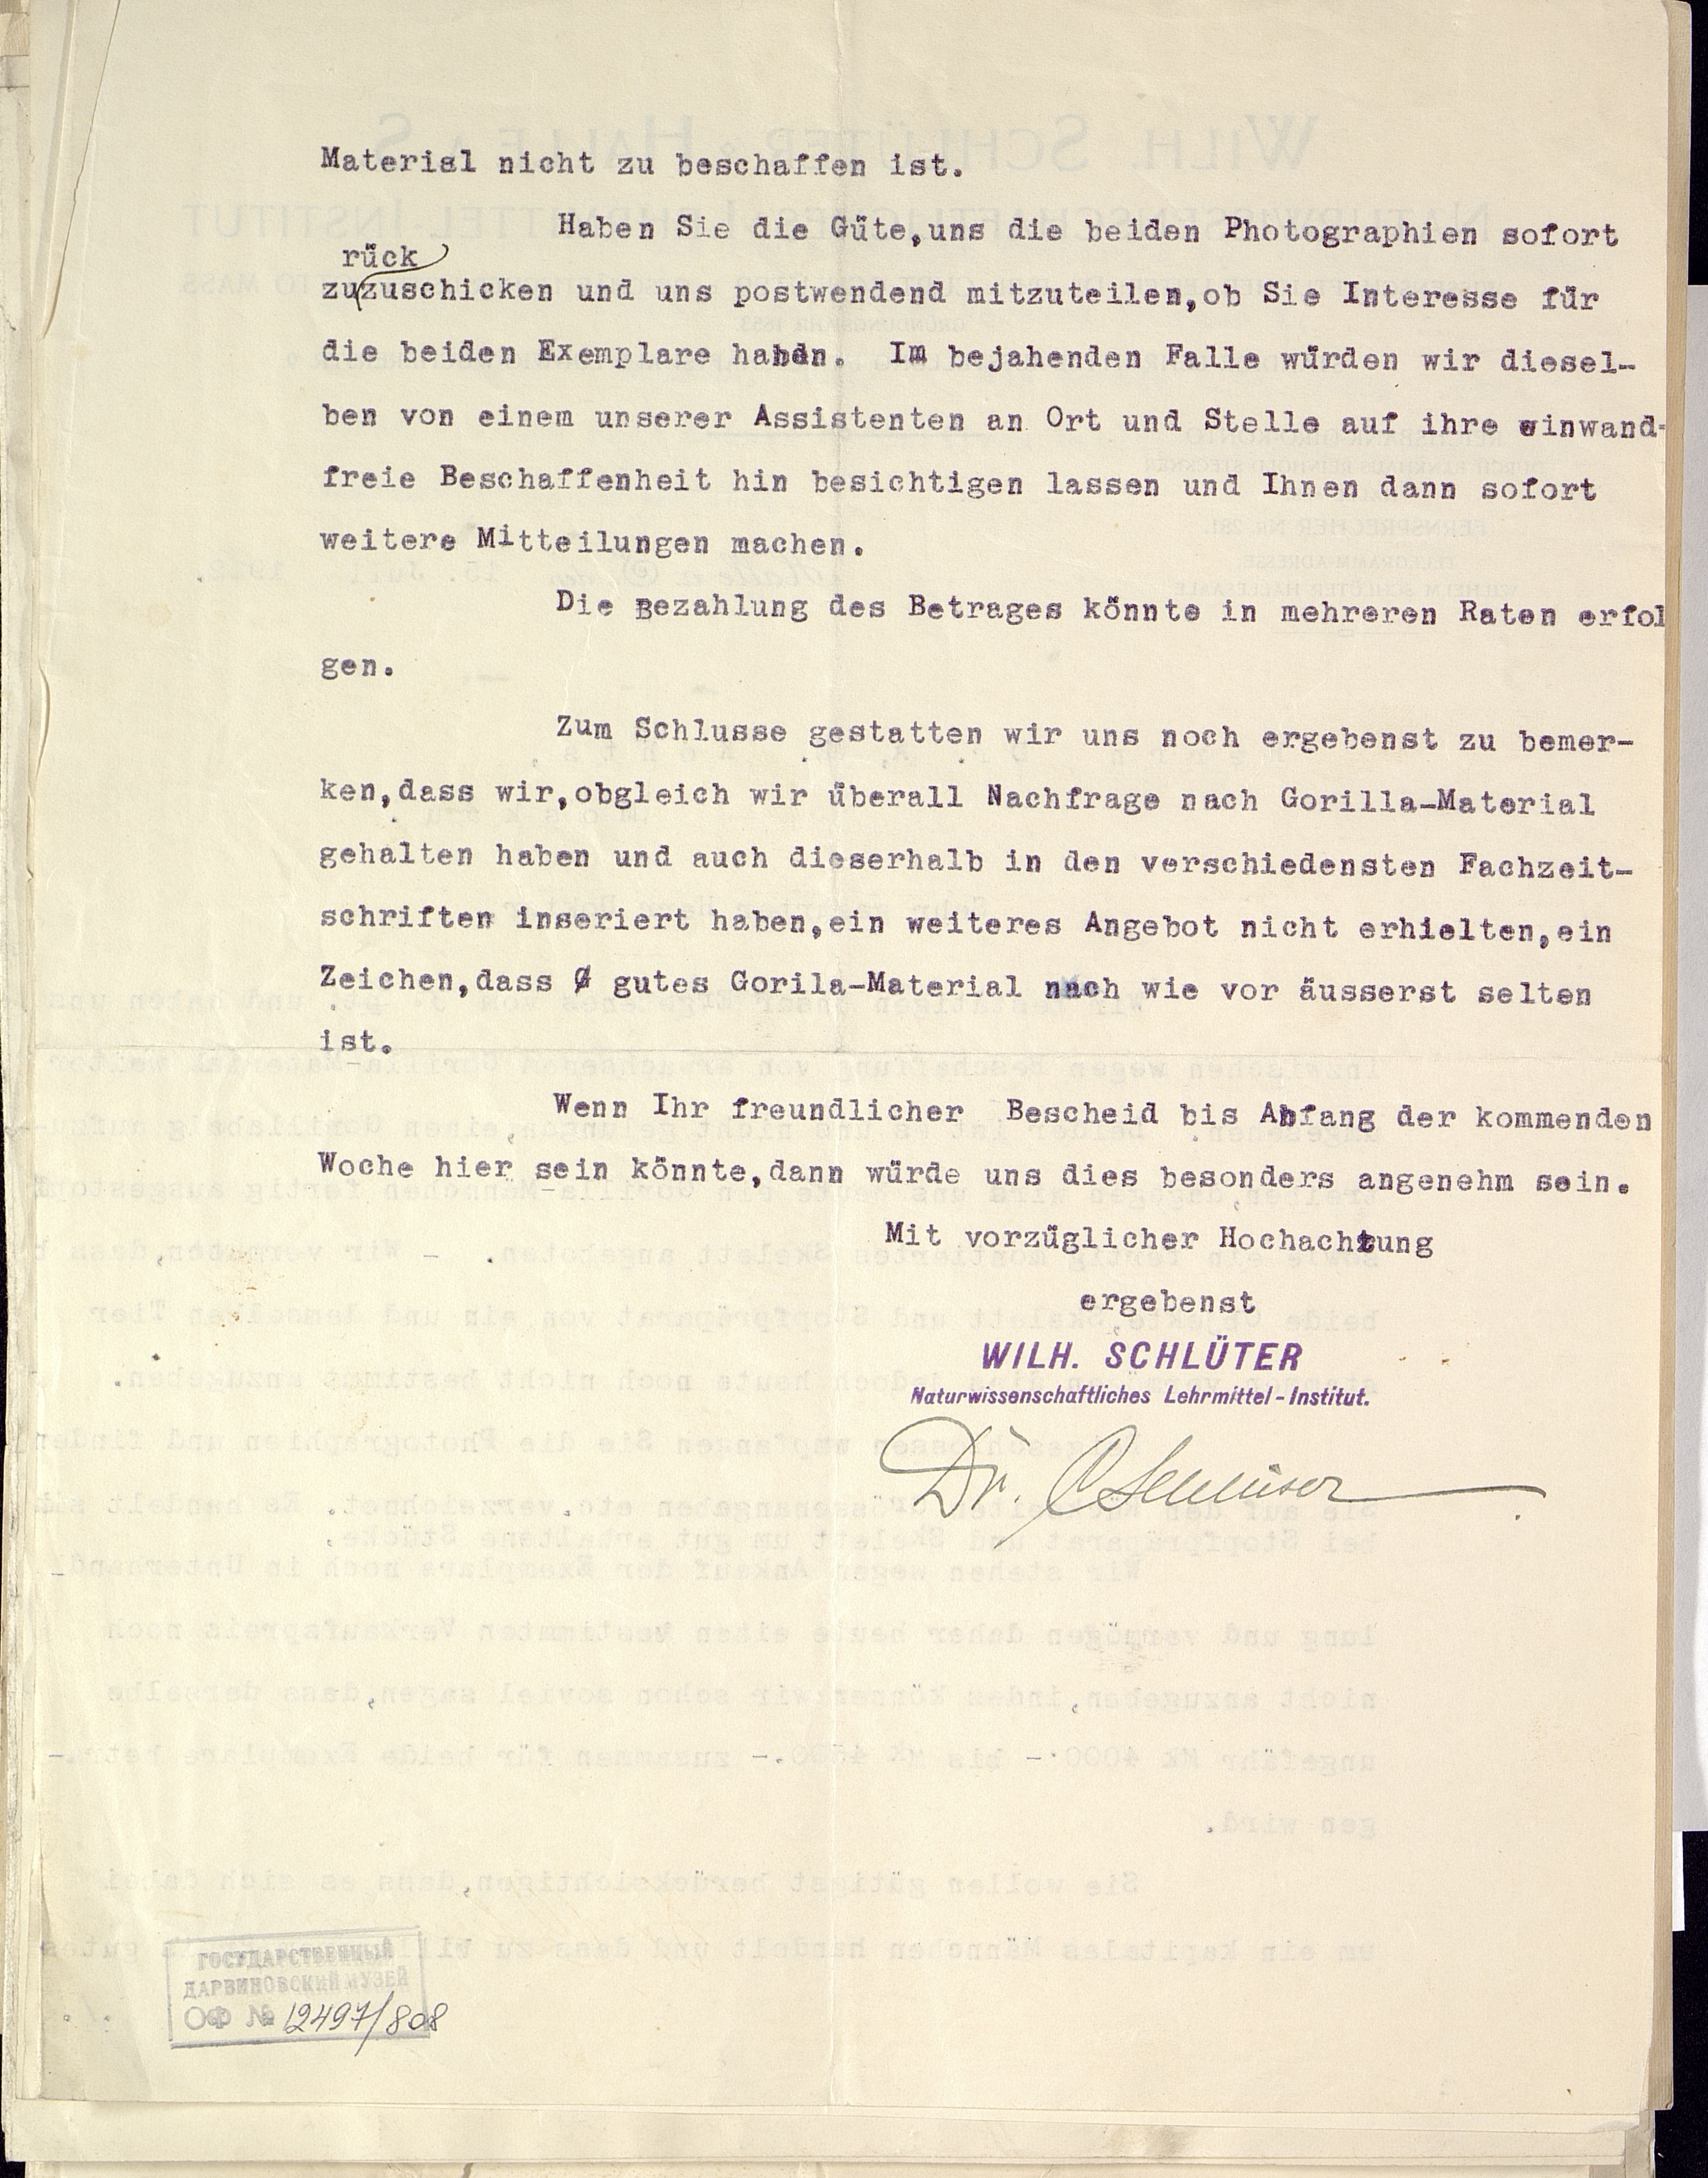 Material nicht zu beschaffen ist.
Haben Sie die Güte,uns die beiden Photographien sofort
rück
zuzuschicken und uns postwendend mitzuteilen,ob Sie Interesse für
die beiden Exemplare haben. Im bejahenden Falle würden wir diesel-
ben von einem unserer Assistenten an Ort und Stelle auf ihre einwand-
freie Beschaffenheit hin besichtigen lassen und Ihnen dann sofort
weitere Mitteilungen machen.
Die Bezahlung des Betrages könnte in mehreren Raten erfol
gen.
Zum Schlusse gestatten wir uns noch ergebenst zu bemer-
ken,dass wir,obgleich wir überall Nachfrage nach Gorilla-Material
gehalten haben und auch dieserhalb in den verschiedensten Fachzeit-
schriften inseriert haben,ein weiteres Angebot nicht erhielten,ein
Zeichen,dass gutes Gorila-Material nach wie vor äusserst selten
ist.
Wenn Ihr freundlicher Bescheid bis Anfang der kommenden
Woche hier sein könnte,dann würde uns dies besonders angenehm sein.
Mit vorzüglicher Hochachtung
ergebenst
WILH. SCHLÜTER
Naturwissenschaftliches Lehrmittel-Institut.
Dr.
ГОСУДАРСТВЕННЫЙ
ДАРВИНОВСКИЙ МУЗЕЙ
ОФ № 12497/808